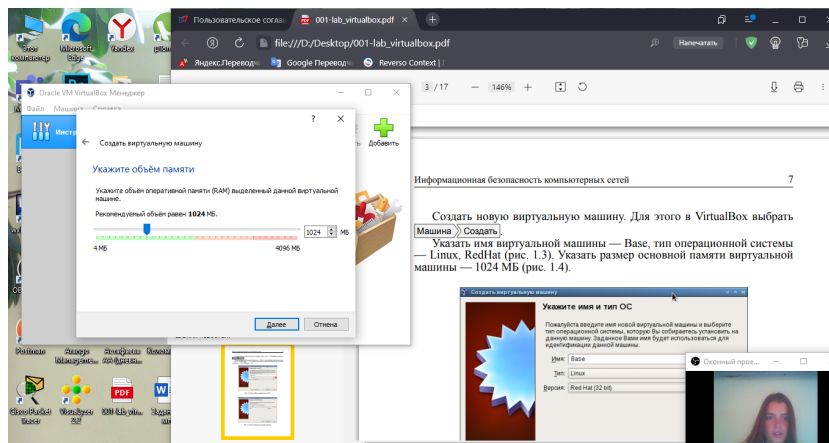 Пользовательское согла
001-lab_virtualbox.pdf
file:///D:/Desktop/001-lab_virtualbox.pdf
Напечатать
Яндекс.Переводч
Google Переводч
Reverso Context |
3 / 17
146%
Этот
компьютер
Microsoft
Edge
Yandex
Oracle VM VirtualBox Менеджер
Файл
Инстр
Добавить
Создать виртуальную машину
Укажите объём памяти
Укажите объём оперативной памяти (RAM) выделенный данной виртуальной
машине.
Рекомендуемый объём равен 1024 МБ.
1024
МБ
4 МБ
4096 МБ
Далее
Отмена
Информационная безопасность компьютерных сетей
7
Создать новую виртуальную машину. Для этого в VirtualBox выбрать
Машина Создать.
Указать имя виртуальной машины — Base, тип операционной системы
— Linux, RedHat (рис. 1.3). Указать размер основной памяти виртуальной
машины — 1024 МБ (рис. 1.4).
Создать виртуальную машину
Укажите имя и тип ОС
Пожалуйста введите имя новой виртуальной машины и выберите
тип операционной системы, которую Вы собираетесь установить на
данную машину. Заданное Вами имя будет использоваться для
идентификации данной машины.
Имя:
Base
Тип:
Linux
Версия:
Red Hat (32 bit)
Оконный прое...
Postman
Cisco Packet
Tracer
PDF